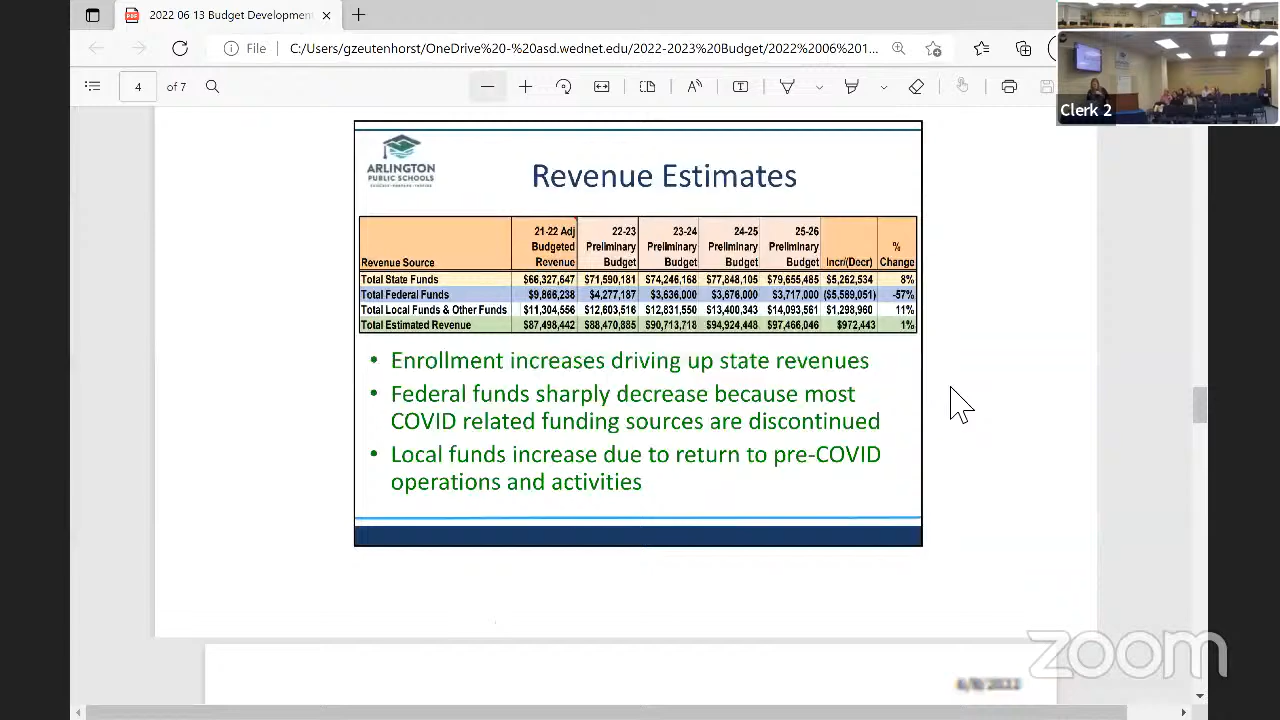 2022 06 13 Budget Development
File
C:/Users/gzentenhorst/OneDrive%20-%20asd.wednet.edu/2022-2023%20Budget/2022%2006%201...
4 of 7
Clerk 2
ARLINGTON
PUBLIC SCHOOLS
Revenue Estimates
Revenue Source 21-22 Adj Budgeted Revenue 22-23 Preliminary Budget 23-24 Preliminary Budget 24-25 Preliminary Budget 25-26 Preliminary Budget Incr/(Decr) % Change
Total State Funds $66,327,647 $71,590,181 $74,246,168 $77,848,105 $79,655,485 $5,262,534 8%
Total Federal Funds $9,866,238 $4,277,187 $3,636,000 $3,676,000 $3,717,000 ($5,589,051) -57%
Total Local Funds & Other Funds $11,304,556 $12,603,516 $12,831,550 $13,400,343 $14,093,561 $1,298,960 11%
Total Estimated Revenue $87,498,442 $88,470,885 $90,713,718 $94,924,448 $97,466,046 $972,443 1%
• Enrollment increases driving up state revenues
• Federal funds sharply decrease because most
COVID related funding sources are discontinued
• Local funds increase due to return to pre-COVID
operations and activities
zoom